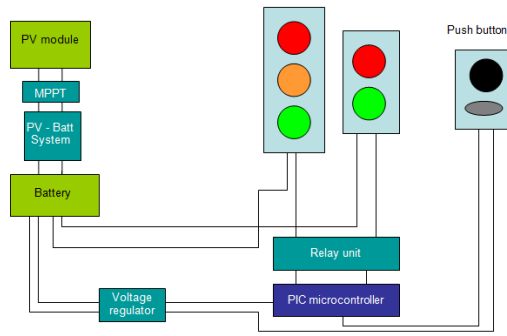 PV module
Push button
MPPT
PV - Batt
System
Battery
Relay unit
Voltage
regulator
PIC microcontroller